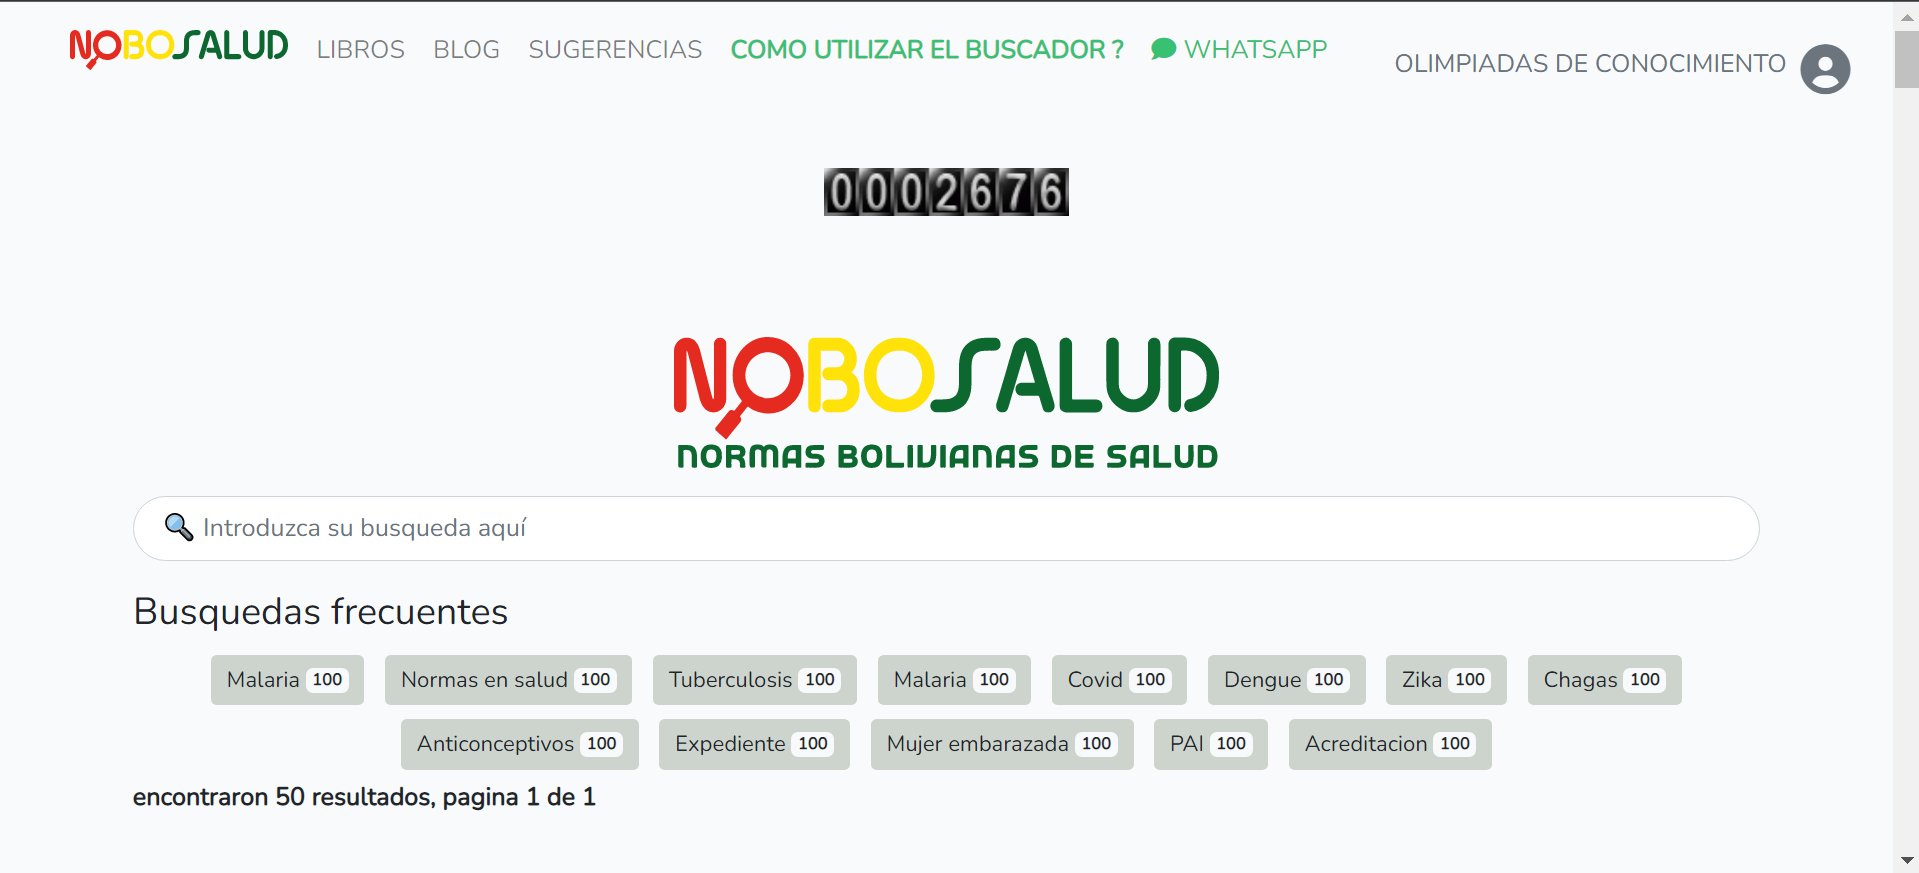 NOBOSALUD LIBROS BLOG SUGERENCIAS COMO UTILIZAR EL BUSCADOR ? WHATSAPP OLIMPIADAS DE CONOCIMIENTO
0002676
NOBOSALUD
NORMAS BOLIVIANAS DE SALUD
Introduzca su busqueda aquí
Busquedas frecuentes
Malaria 100 Normas en salud 100 Tuberculosis 100 Malaria 100 Covid 100 Dengue 100 Zika 100 Chagas 100
Anticonceptivos 100 Expediente 100 Mujer embarazada 100 PAI 100 Acreditacion 100
encontraron 50 resultados, pagina 1 de 1